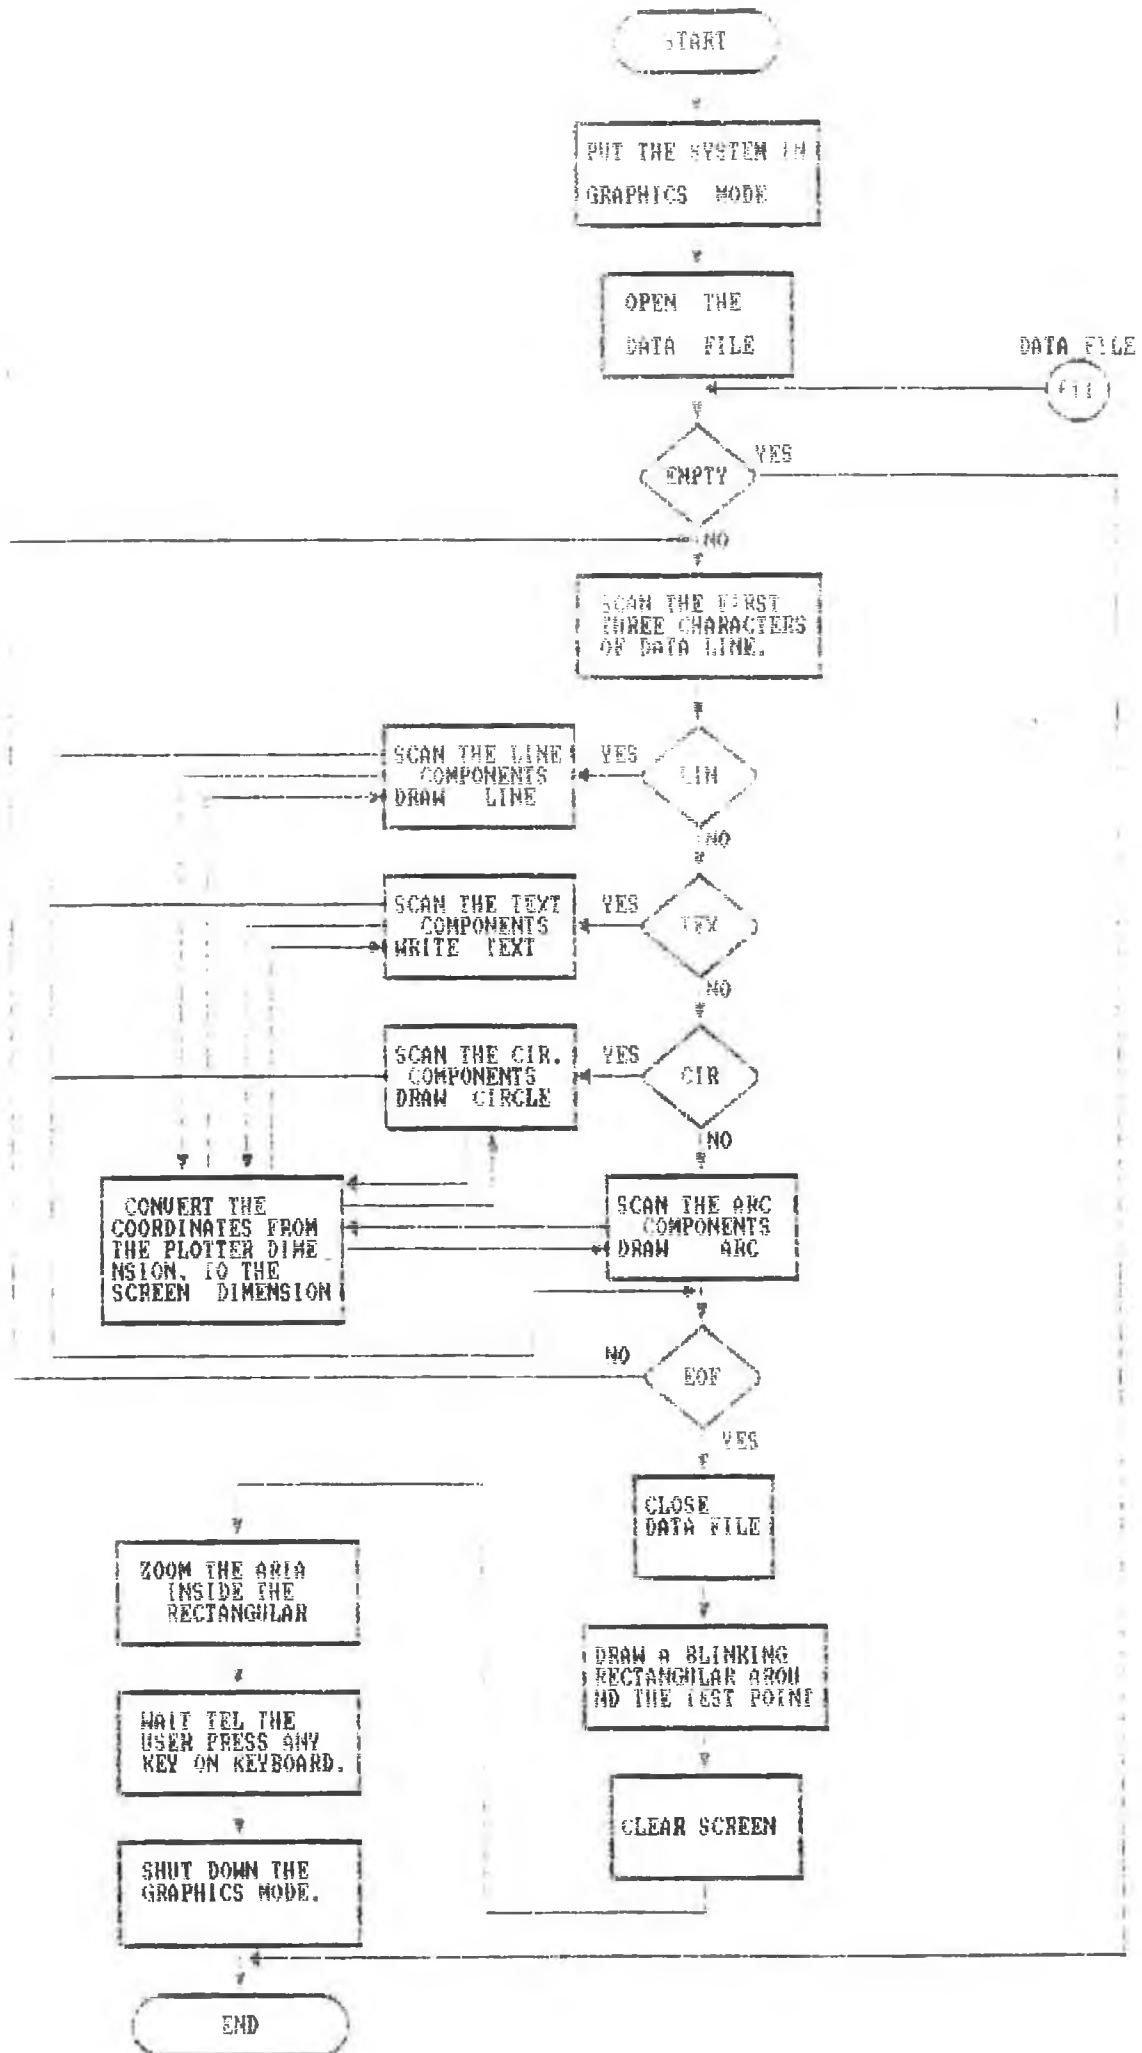 START
PUT THE SYSTEM IN
GRAPHICS MODE
OPEN THE
DATA FILE
DATA FILE
EMPTY
YES
NO
SCAN THE FIRST
THREE CHARACTERS
OF DATA LINE.
SCAN THE LINE
COMPONENTS
DRAW LINE
YES
LIN
NO
SCAN THE TEXT
COMPONENTS
WRITE TEXT
YES
TEX
NO
SCAN THE CIR.
COMPONENTS
DRAW CIRCLE
YES
CIR
NO
CONVERT THE
COORDINATES FROM
THE PLOTTER DIME_
NSION. TO THE
SCREEN DIMENSION
SCAN THE ARC
COMPONENTS
DRAW ARC
NO
EOF
YES
CLOSE
DATA FILE
ZOOM THE ARIA
INSIDE THE
RECTANGULAR
DRAW A BLINKING
RECTANGULAR AROU
ND THE TEST POINT
WAIT TEL THE
USER PRESS ANY
KEY ON KEYBOARD.
CLEAR SCREEN
SHUT DOWN THE
GRAPHICS MODE.
END